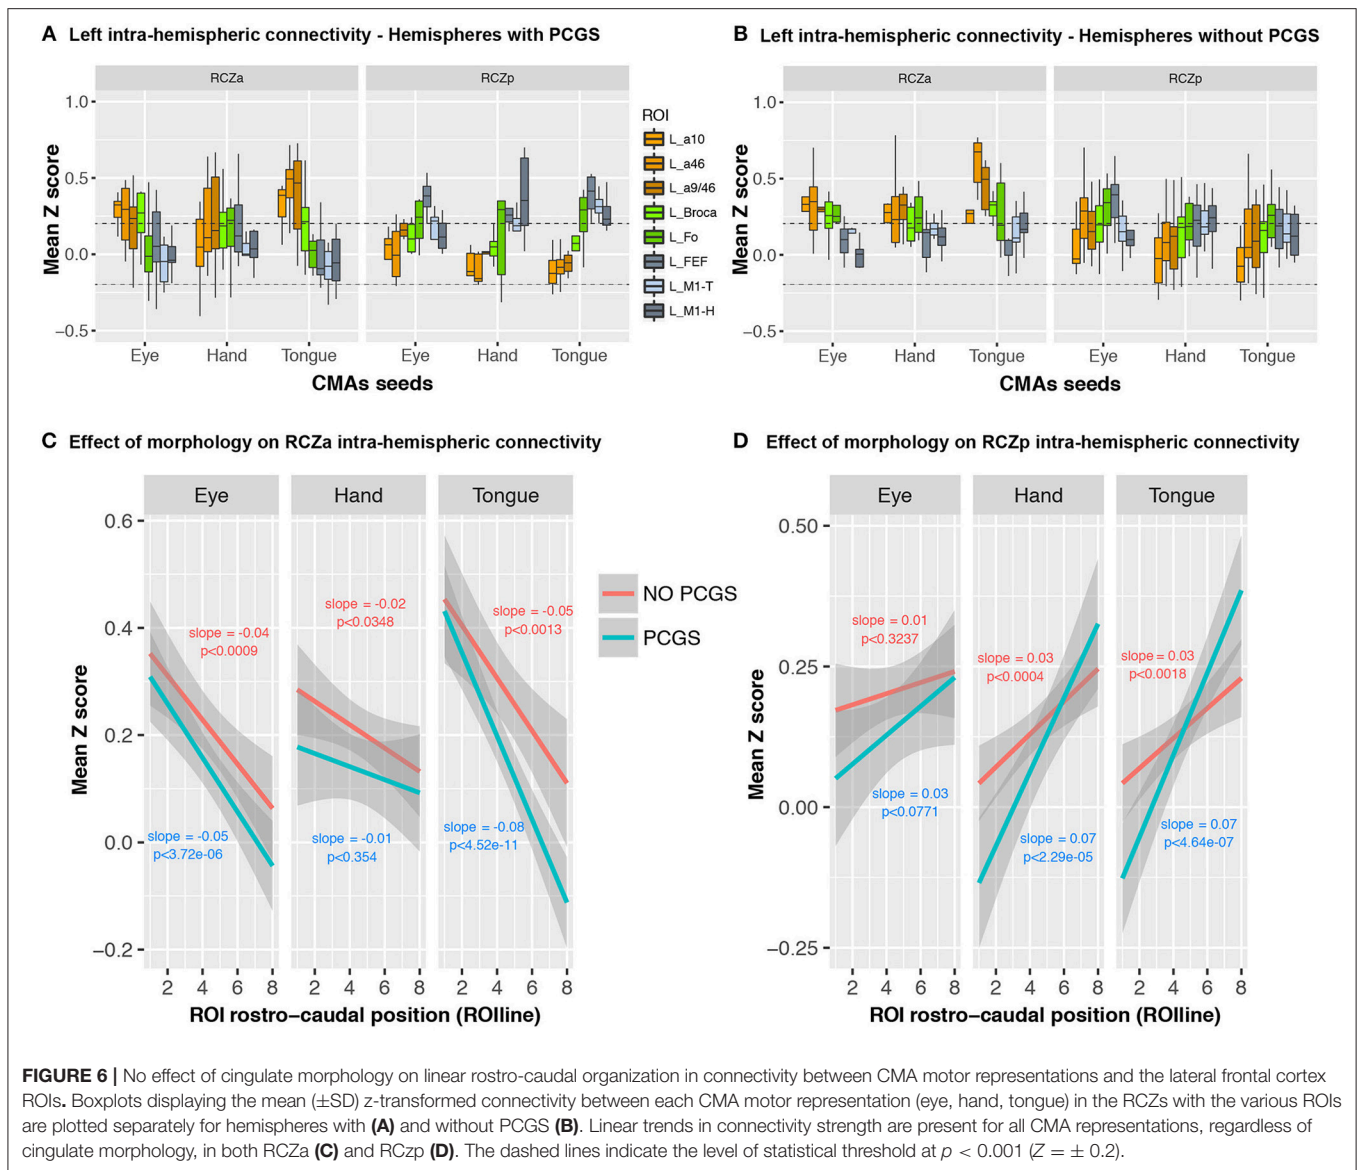 A Left intra-hemispheric connectivity - Hemispheres with PCGS
RCZa RCZp
1.0
0.5
0.0
−0.5
Mean Z score
Eye Hand Tongue Eye Hand Tongue
CMAs seeds
ROI
L_a10
L_a46
L_a9/46
L_Broca
L_Fo
L_FEF
L_M1-T
L_M1-H
B Left intra-hemispheric connectivity - Hemispheres without PCGS
RCZa RCZp
1.0
0.5
0.0
−0.5
Mean Z score
Eye Hand Tongue Eye Hand Tongue
CMAs seeds
C Effect of morphology on RCZa intra-hemispheric connectivity
Eye Hand Tongue
0.6
0.4
0.2
0.0
−0.2
Mean Z score
slope = -0.04
p<0.0009
slope = -0.05
p<3.72e-06
slope = -0.02
p<0.0348
slope = -0.01
p<0.354
slope = -0.05
p<0.0013
slope = -0.08
p<4.52e-11
2 4 6 8 2 4 6 8 2 4 6 8
ROI rostro−caudal position (ROIline)
NO PCGS
PCGS
D Effect of morphology on RCZp intra-hemispheric connectivity
Eye Hand Tongue
0.50
0.25
0.00
−0.25
Mean Z score
slope = 0.01
p<0.3237
slope = 0.03
p<0.0771
slope = 0.03
p<0.0004
slope = 0.07
p<2.29e-05
slope = 0.03
p<0.0018
slope = 0.07
p<4.64e-07
2 4 6 8 2 4 6 8 2 4 6 8
ROI rostro−caudal position (ROIline)
FIGURE 6 | No effect of cingulate morphology on linear rostro-caudal organization in connectivity between CMA motor representations and the lateral frontal cortex
ROIs. Boxplots displaying the mean (±SD) z-transformed connectivity between each CMA motor representation (eye, hand, tongue) in the RCZs with the various ROIs
are plotted separately for hemispheres with (A) and without PCGS (B). Linear trends in connectivity strength are present for all CMA representations, regardless of
cingulate morphology, in both RCZa (C) and RCzp (D). The dashed lines indicate the level of statistical threshold at p < 0.001 (Z = ± 0.2).